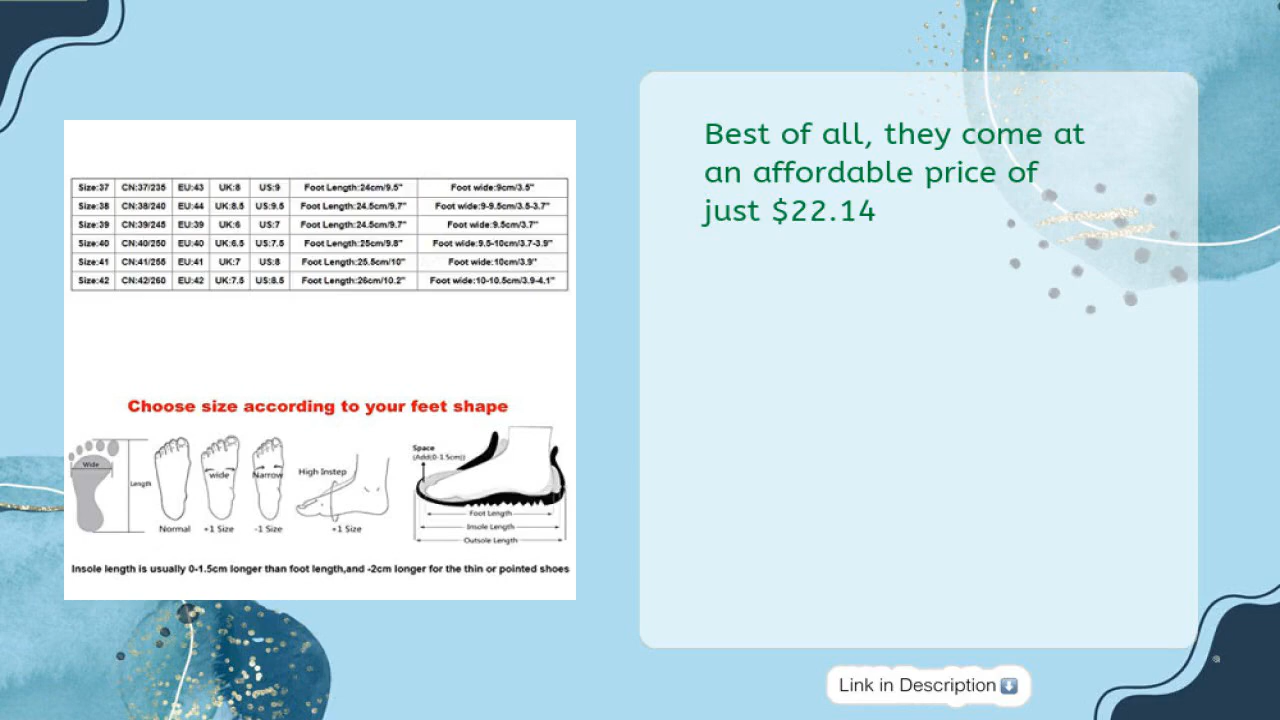 Size:37 CN:37/235 EU:43 UK:8 US:9 Foot Length:24cm/9.5" Foot wide:9cm/3.5"
Size:38 CN:38/240 EU:44 UK:8.5 US:9.5 Foot Length:24.5cm/9.7" Foot wide:9-9.5cm/3.5-3.7"
Size:39 CN:39/245 EU:39 UK:6 US:7 Foot Length:24.5cm/9.7" Foot wide:9.5cm/3.7"
Size:40 CN:40/250 EU:40 UK:6.5 US:7.5 Foot Length:25cm/9.8" Foot wide:9.5-10cm/3.7-3.9"
Size:41 CN:41/255 EU:41 UK:7 US:8 Foot Length:25.5cm/10" Foot wide:10cm/3.9"
Size:42 CN:42/260 EU:42 UK:7.5 US:8.5 Foot Length:26cm/10.2" Foot wide:10-10.5cm/3.9-4.1"
Choose size according to your feet shape
Wide
Length
Normal
wide
+1 Size
Narrow
-1 Size
High Instep
+1 Size
Space
(Add(0-1.5cm))
Foot Length
Insole Length
Outsole Length
Insole length is usually 0-1.5cm longer than foot length,and -2cm longer for the thin or pointed shoes
Best of all, they come at
an affordable price of
just $22.14
Link in Description